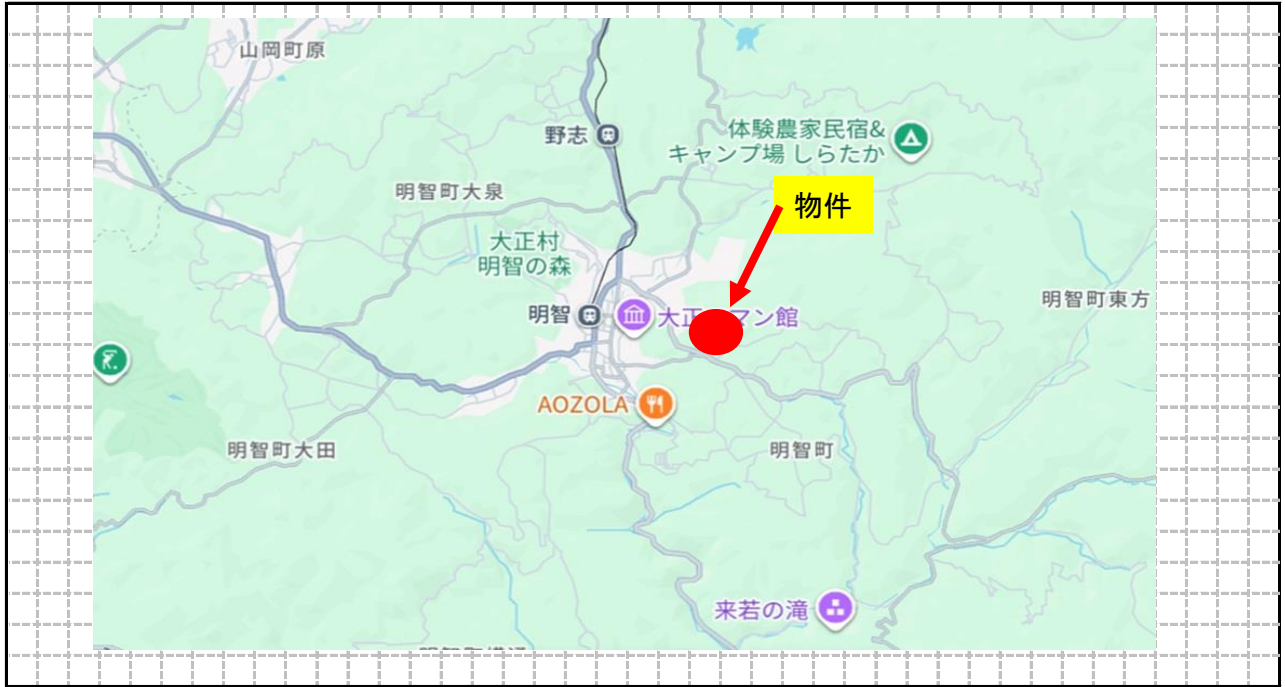 山岡町原
野志
体験農家民宿&
キャンプ場 しらたか
明智町大泉
物件
大正村
明智の森
明智町東方
明智
大正
マン館
AOZOLA
明智町大田
明智町
来若の滝